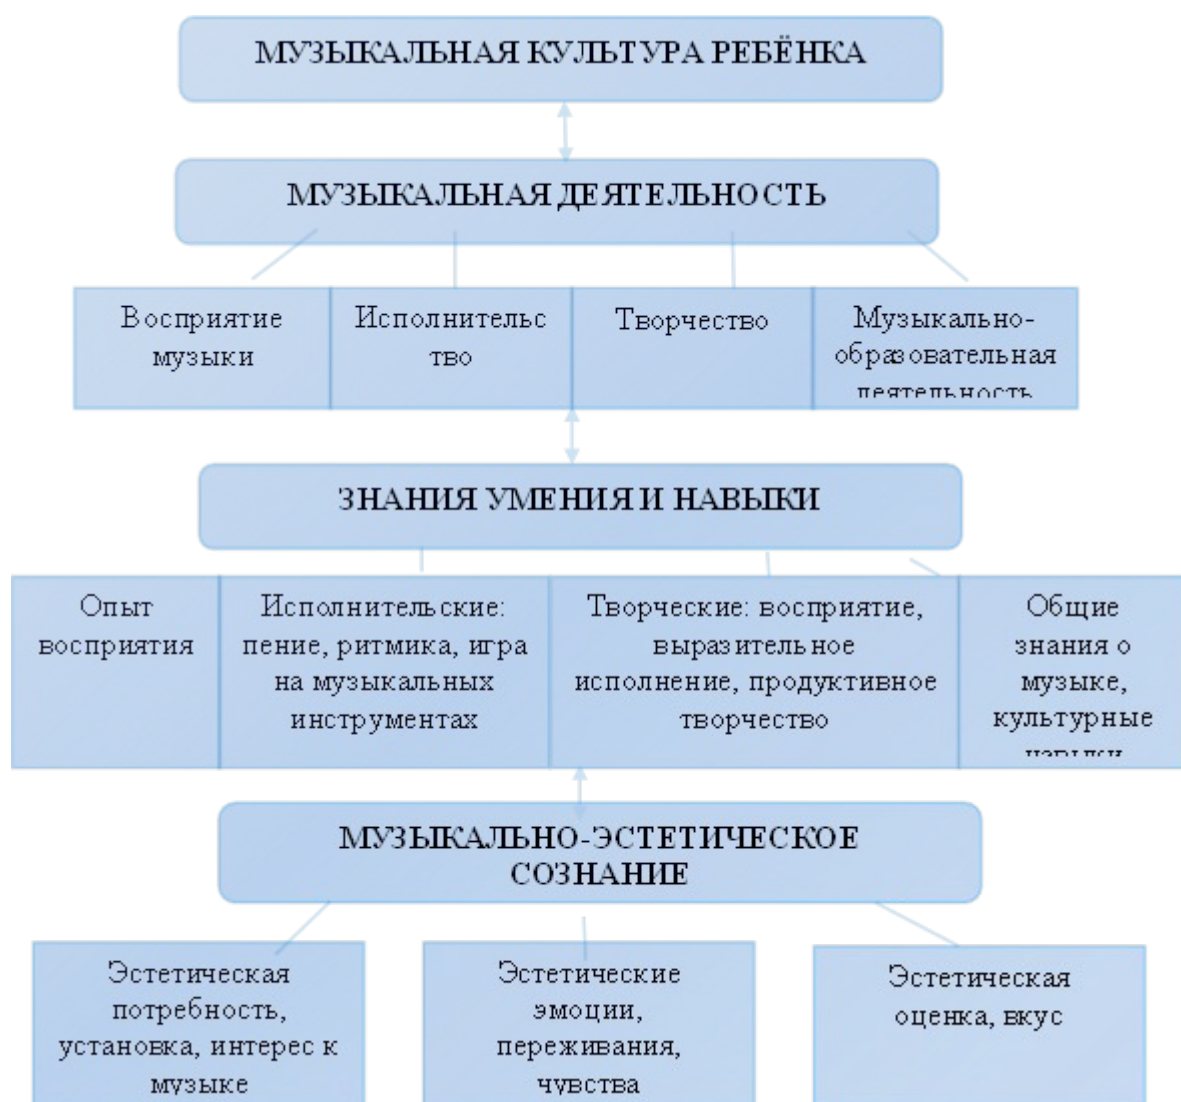 МУЗЫКАЛЬНАЯ КУЛЬТУРА РЕБЁНКА
МУЗЫКАЛЬНАЯ ДЕЯТЕЛЬНОСТЬ
Восприятие
музыки
Исполнительс
тво
Творчество
Музыкально-
образовательная
деятельность
ЗНАНИЯ УМЕНИЯ И НАВЫКИ
Опыт
восприятия
Исполнительские:
пение, ритмика, игра
на музыкальных
инструментах
Творческие: восприятие,
выразительное
исполнение, продуктивное
творчество
Общие
знания о
музыке,
культурные
МУЗЫКАЛЬНО-ЭСТЕТИЧЕСКОЕ
СОЗНАНИЕ
Эстетическая
потребность,
установка, интерес к
музыке
Эстетические
эмоции,
переживания,
чувства
Эстетическая
оценка, вкус